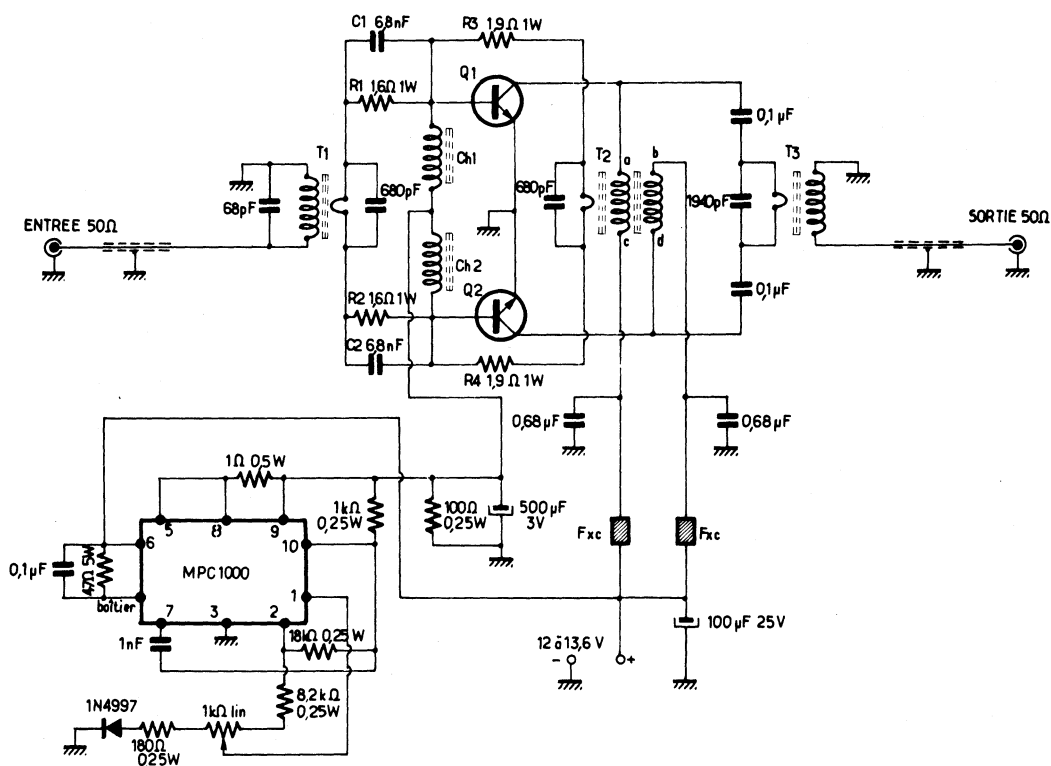 C1 6,8nF
R3 1,9Ω 1W
Q1
R1 1,6Ω 1W
0,1µF
T1
Ch1
T2
a
b
T3
68pF
680pF
680pF
1940pF
ENTREE 50Ω
SORTIE 50Ω
c
d
Ch2
Q2
0,1µF
R2 1,6Ω 1W
C2 6,8nF
R4 1,9Ω 1W
0,68µF
0,68µF
1Ω 0,5W
1kΩ
0,25W
100Ω
0,25W
500µF
3V
5
8
9
6
10
Fxc
Fxc
0,1µF
47Ω 5W
MPC1000
boîtier
1
7
3
2
1nF
18kΩ 0,25W
12 à 13,6V
-
+
100µF 25V
8,2kΩ
0,25W
1N4997
1kΩ lin
180Ω
0,25W